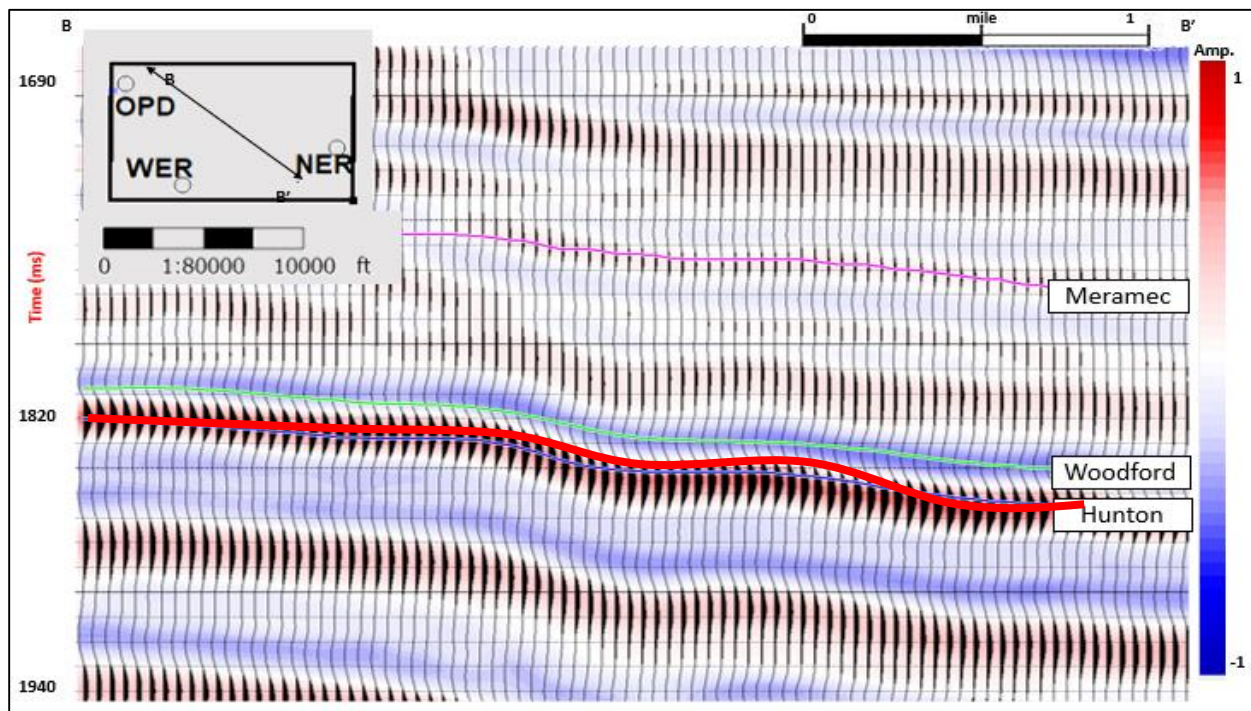 B
0 mile 1
B'
Amp.
1690
1
B
OPD
WER
NER
B'
0 1:80000 10000 ft
Time (ms)
Meramec
1820
Woodford
Hunton
-1
1940